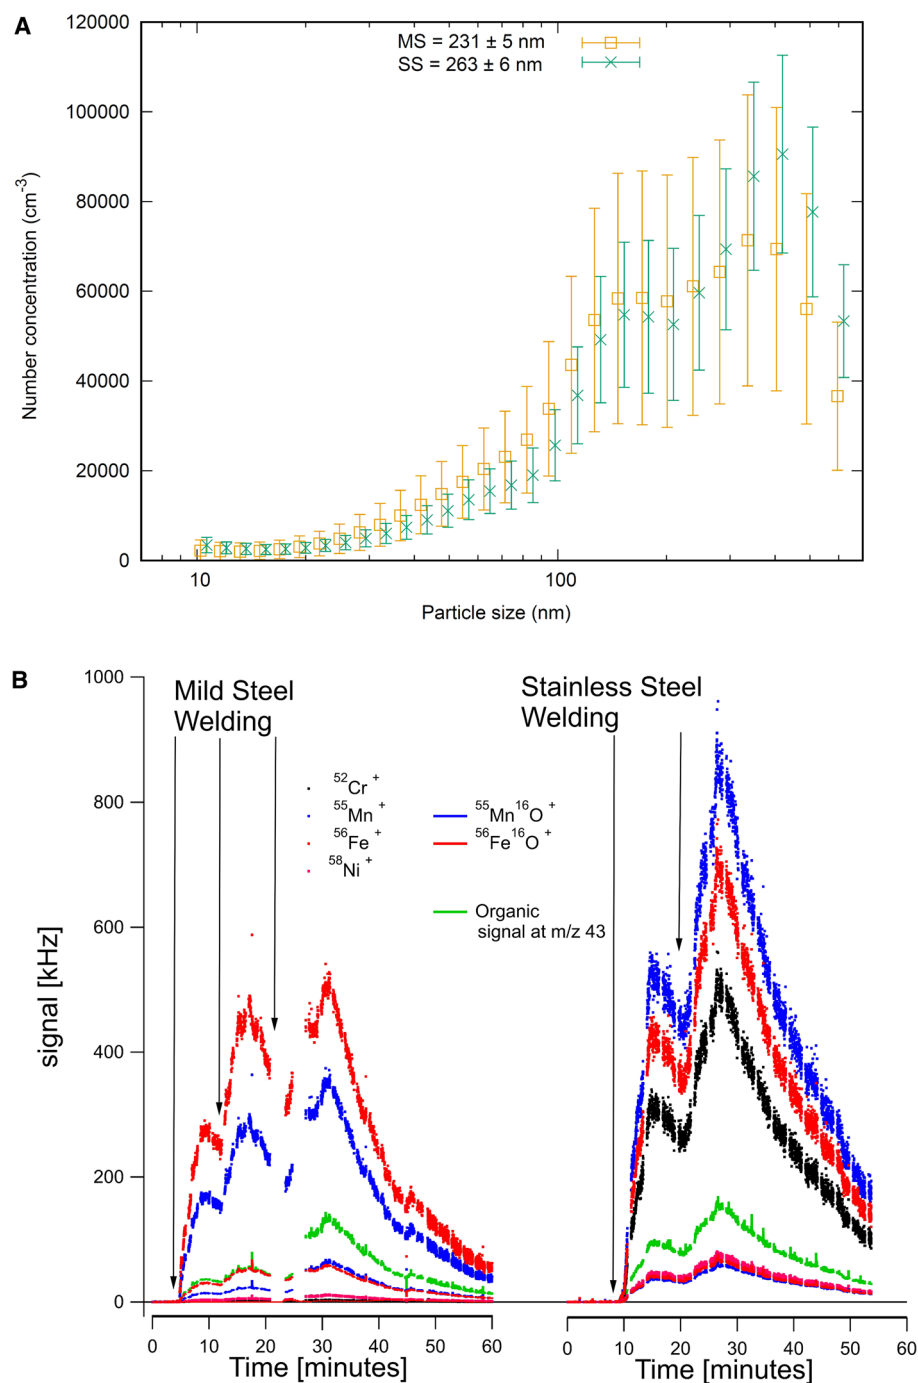 A
MS = 231 ± 5 nm
SS = 263 ± 6 nm
120000
100000
80000
60000
40000
20000
0
Number concentration (cm⁻³)
10
100
Particle size (nm)
B
Mild Steel
Welding
Stainless Steel
Welding
⁵²Cr⁺
⁵⁵Mn⁺
⁵⁶Fe⁺
⁵⁸Ni⁺
⁵⁵Mn¹⁶O⁺
⁵⁶Fe¹⁶O⁺
Organic
signal at m/z 43
1000
800
600
400
200
0
signal [kHz]
0 10 20 30 40 50 60
Time [minutes]
0 10 20 30 40 50 60
Time [minutes]